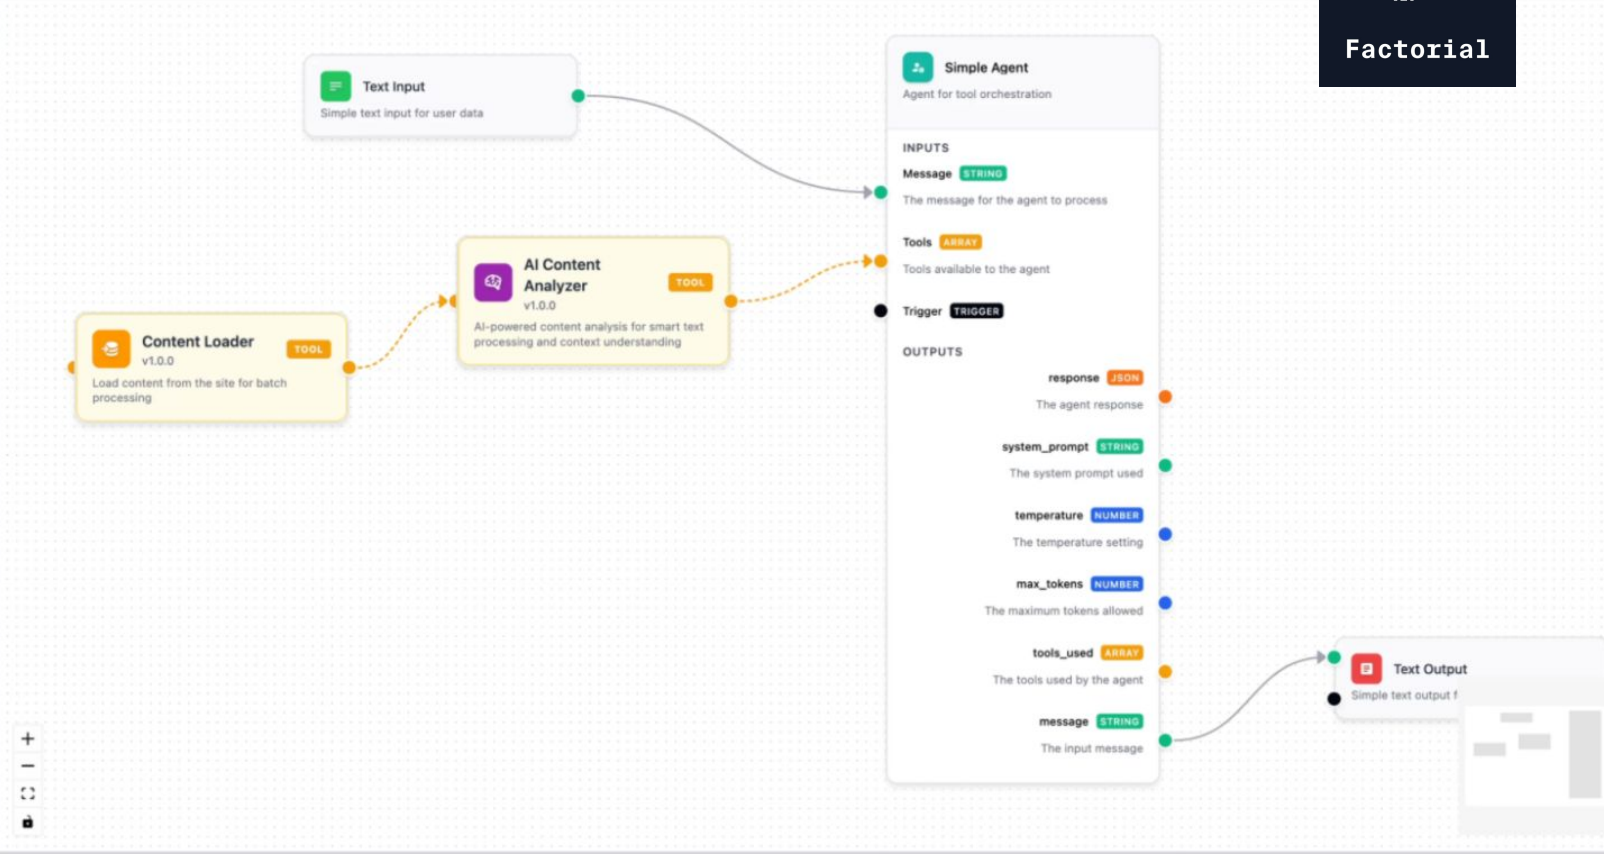 Factorial
Text Input
Simple text input for user data
Simple Agent
Agent for tool orchestration
INPUTS
Message STRING
The message for the agent to process
Tools ARRAY
Tools available to the agent
Trigger TRIGGER
OUTPUTS
response JSON
The agent response
system_prompt STRING
The system prompt used
temperature NUMBER
The temperature setting
max_tokens NUMBER
The maximum tokens allowed
tools_used ARRAY
The tools used by the agent
message STRING
The input message
AI Content
Analyzer
TOOL
v1.0.0
AI-powered content analysis for smart text
processing and context understanding
Content Loader
TOOL
v1.0.0
Load content from the site for batch
processing
Text Output
Simple text output f